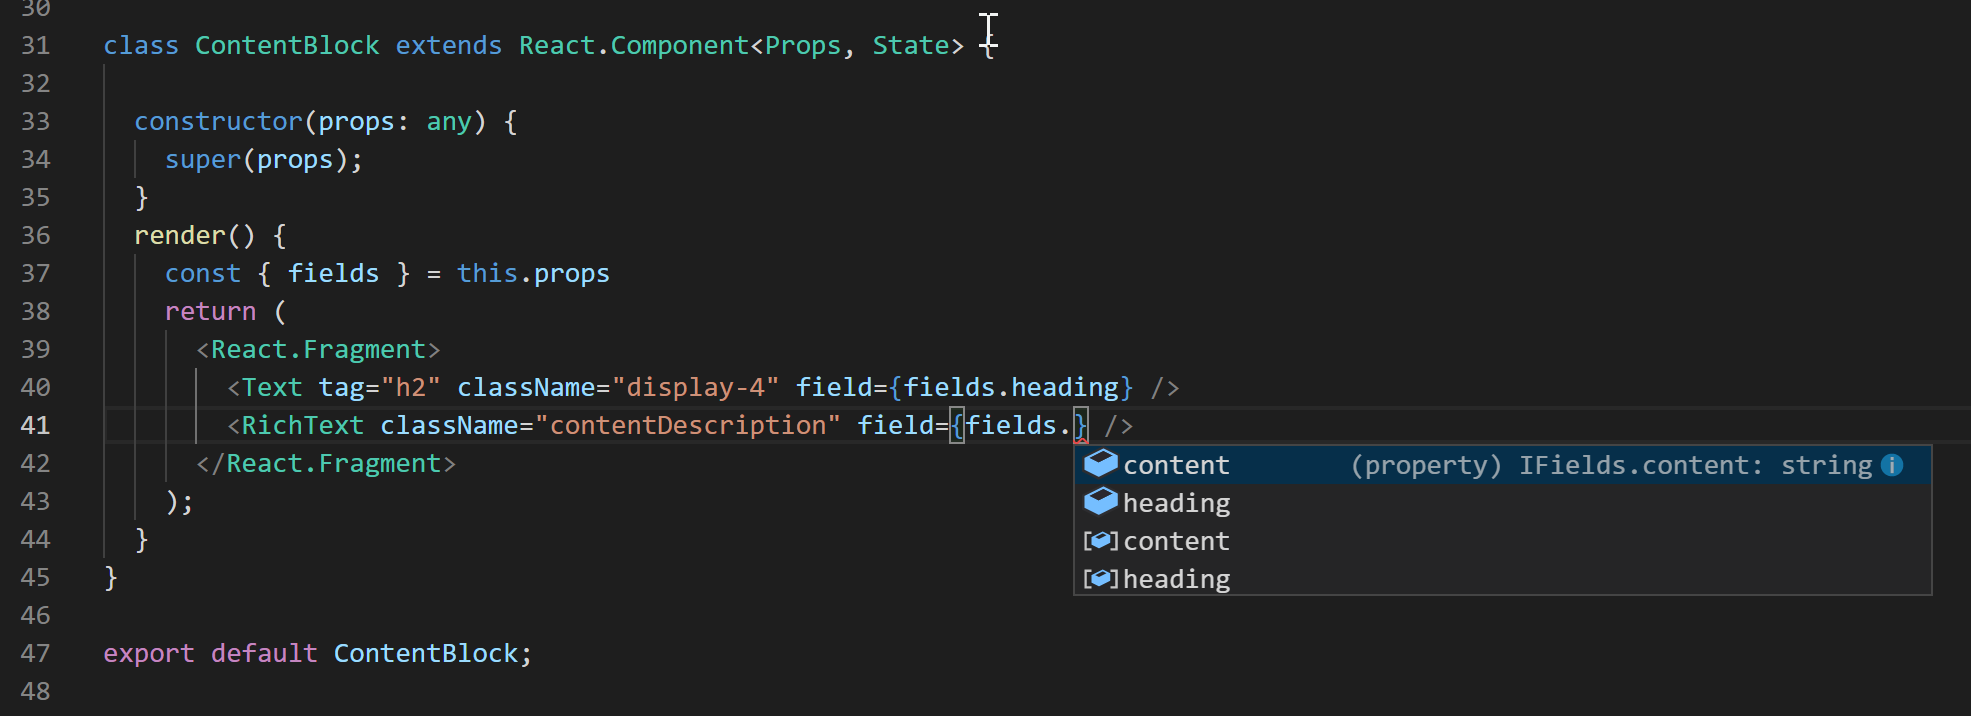 30
31 class ContentBlock extends React.Component<Props, State> {
32
33 constructor(props: any) {
34 super(props);
35 }
36 render() {
37 const { fields } = this.props
38 return (
39 <React.Fragment>
40 <Text tag="h2" className="display-4" field={fields.heading} />
41 <RichText className="contentDescription" field={fields.} />
42 </React.Fragment>
content (property) IFields.content: string
heading
content
heading
43 );
44 }
45 }
46
47 export default ContentBlock;
48